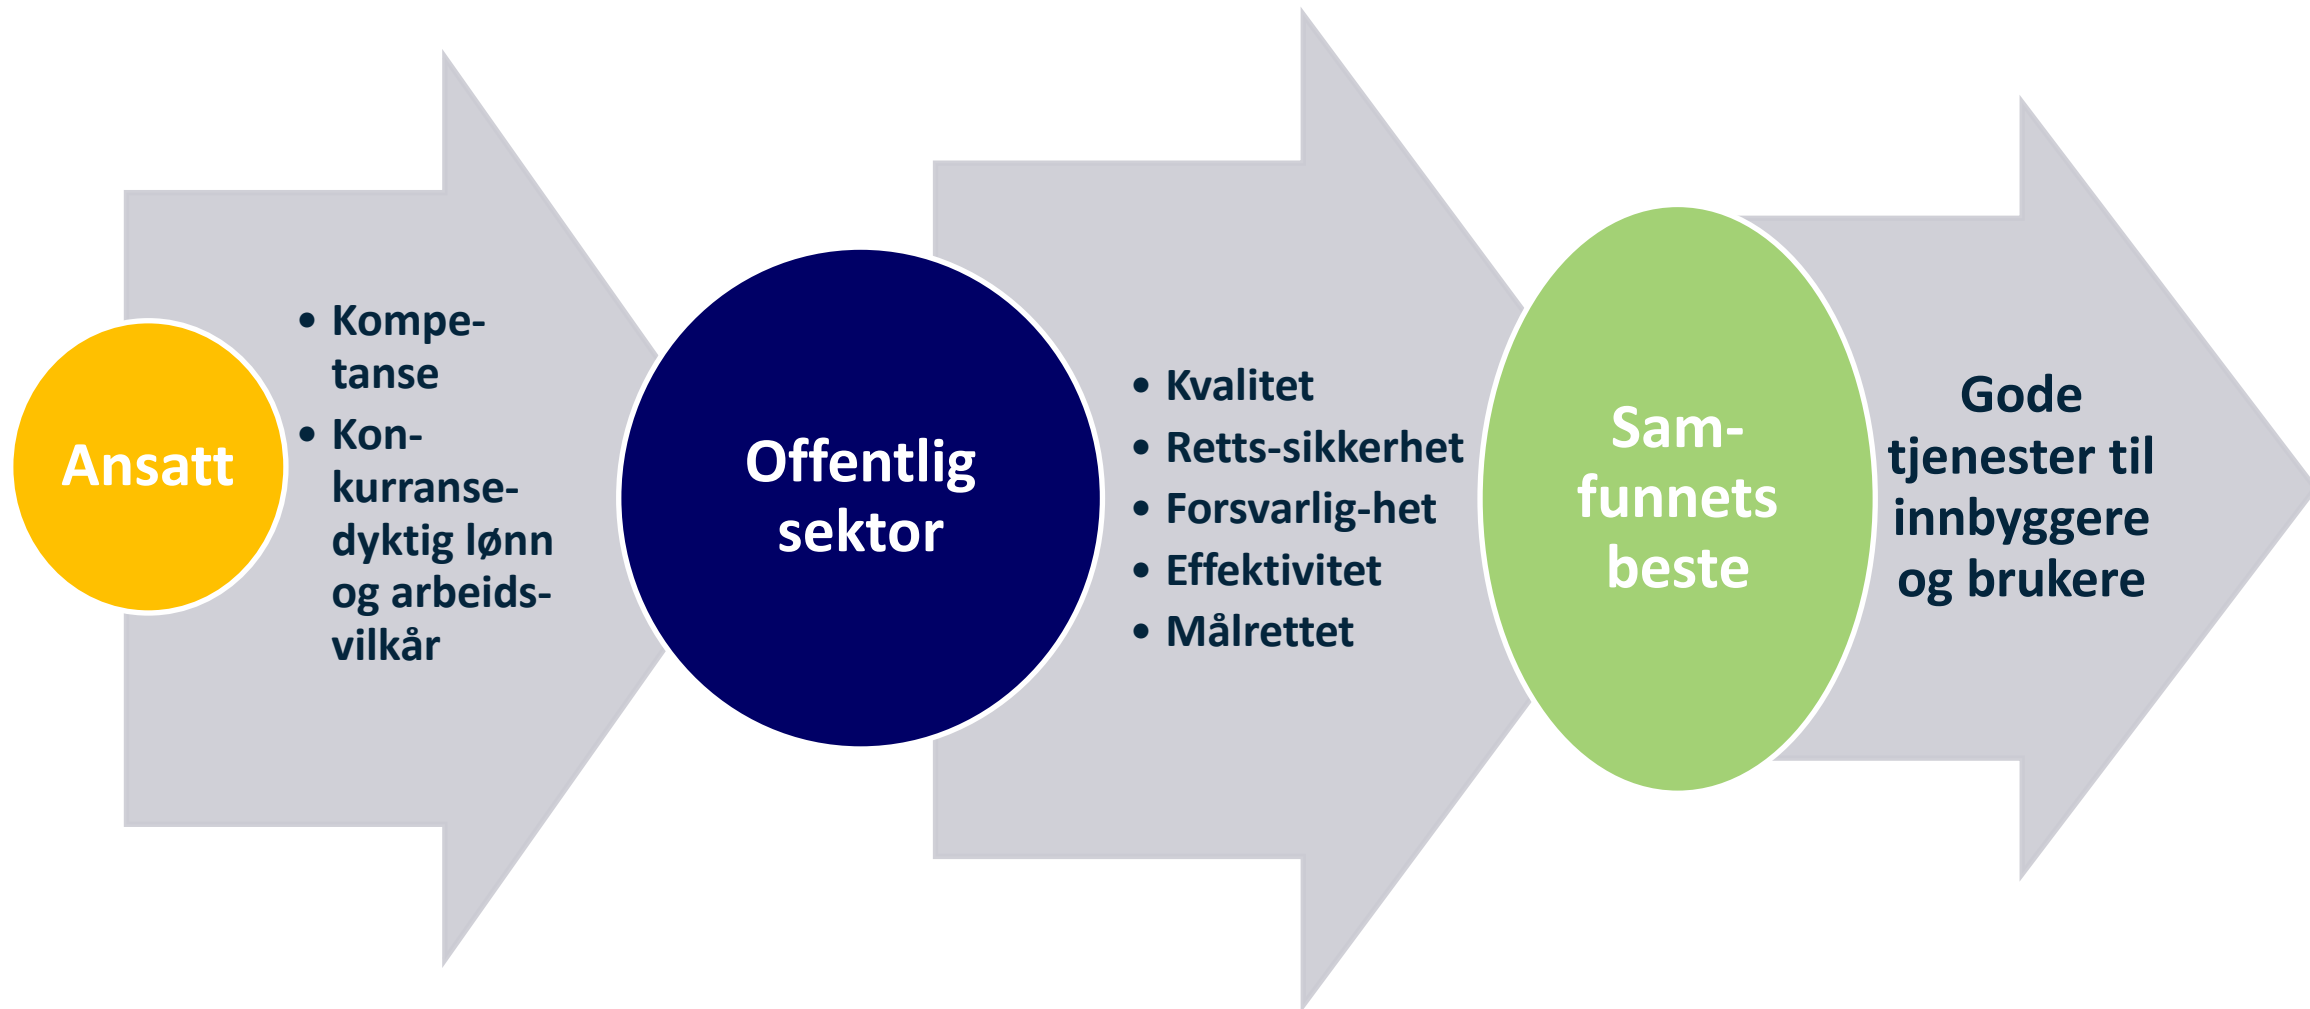 Ansatt
• Kompe-
tanse
• Kon-
kurranse-
dyktig lønn
og arbeids-
vilkår
Offentlig
sektor
• Kvalitet
• Retts-sikkerhet
• Forsvarlig-het
• Effektivitet
• Målrettet
Sam-
funnets
beste
Gode
tjenester til
innbyggere
og brukere